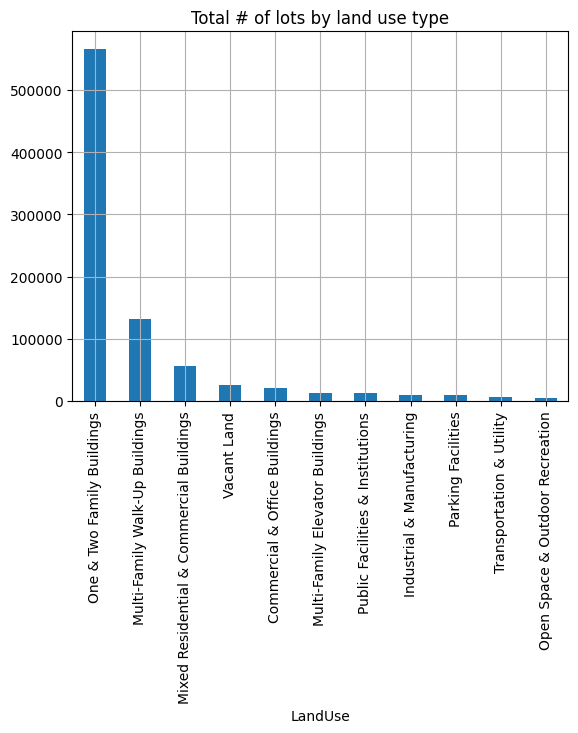 Total # of lots by land use type
500000
400000
300000
200000
100000
0
One & Two Family Buildings
Multi-Family Walk-Up Buildings
Mixed Residential & Commercial Buildings
Vacant Land
Commercial & Office Buildings
Multi-Family Elevator Buildings
Public Facilities & Institutions
Industrial & Manufacturing
Parking Facilities
Transportation & Utility
Open Space & Outdoor Recreation
LandUse